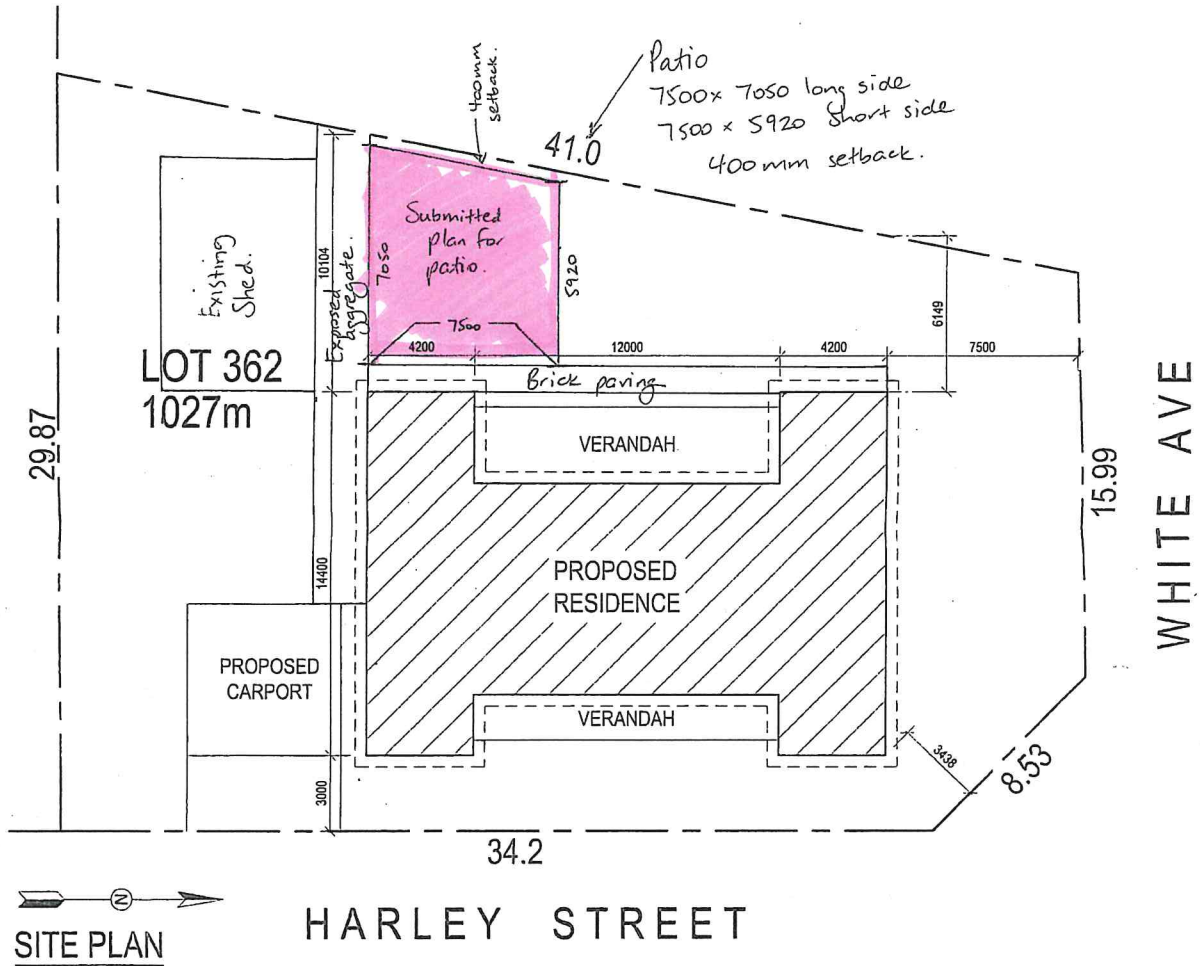 Patio
7500 x 7050 long side
7500 x 5920 Short side
400mm setback.
400mm
setback.
41.0
Submitted
plan for
patio.
7050
5920
7500
Existing
Shed.
10104
Exposed
aggregate.
4200
12000
4200
7500
6149
LOT 362
1027m
Brick paving
VERANDAH
29.87
15.99
WHITE AVE
14400
PROPOSED
RESIDENCE
PROPOSED
CARPORT
VERANDAH
3438
8.53
3000
34.2
N
SITE PLAN
HARLEY STREET